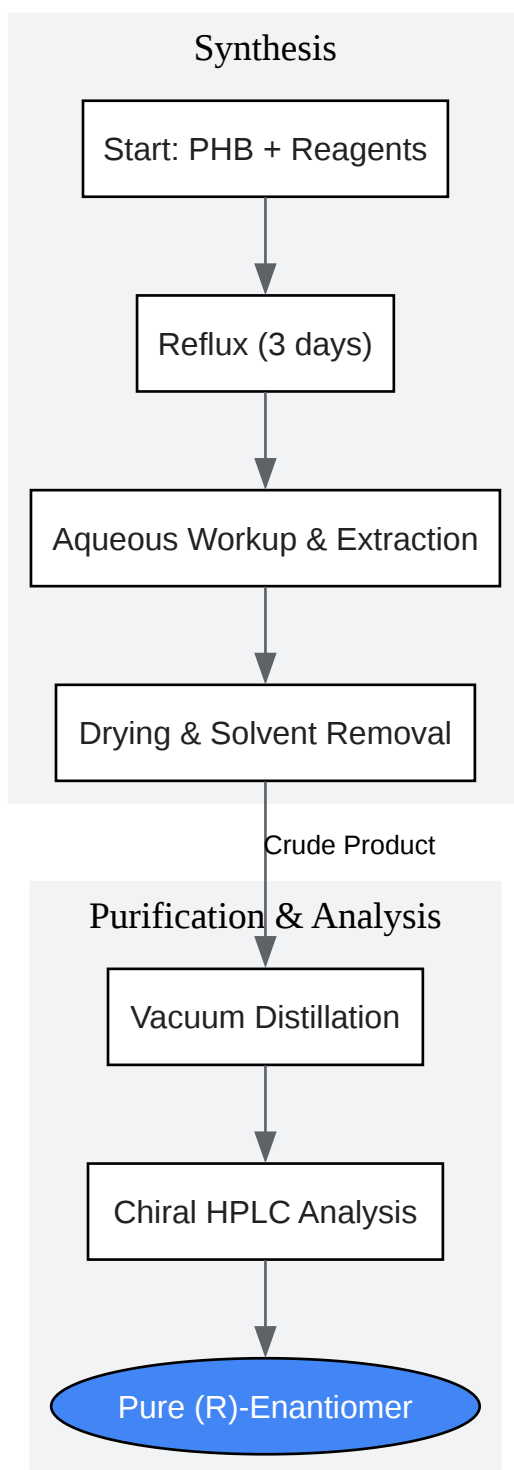 Synthesis
Start: PHB + Reagents
Reflux (3 days)
Aqueous Workup & Extraction
Drying & Solvent Removal
Crude Product
Purification & Analysis
Vacuum Distillation
Chiral HPLC Analysis
Pure (R)-Enantiomer